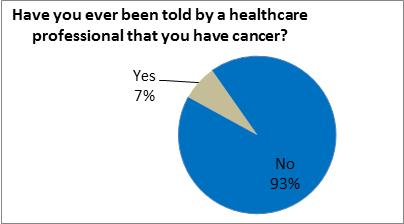 Have you ever been told by a healthcare
professional that you have cancer?
Yes
7%
No
93%